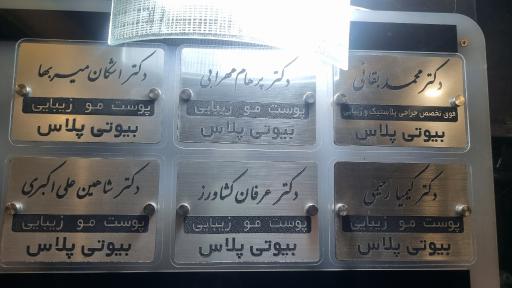 دکتر محمد بقائی
فوق تخصص جراحی پلاستیک و زیبایی
بیوتی پلاس
دکتر پرهام مهرابی
پوست مو زیبایی
بیوتی پلاس
دکتر اشکان میربها
پوست مو زیبایی
بیوتی پلاس
دکتر کیمیا رحیمی
پوست مو زیبایی
بیوتی پلاس
دکتر عرفان کشاورز
پوست مو زیبایی
بیوتی پلاس
دکتر شاهین علی اکبری
پوست مو زیبایی
بیوتی پلاس